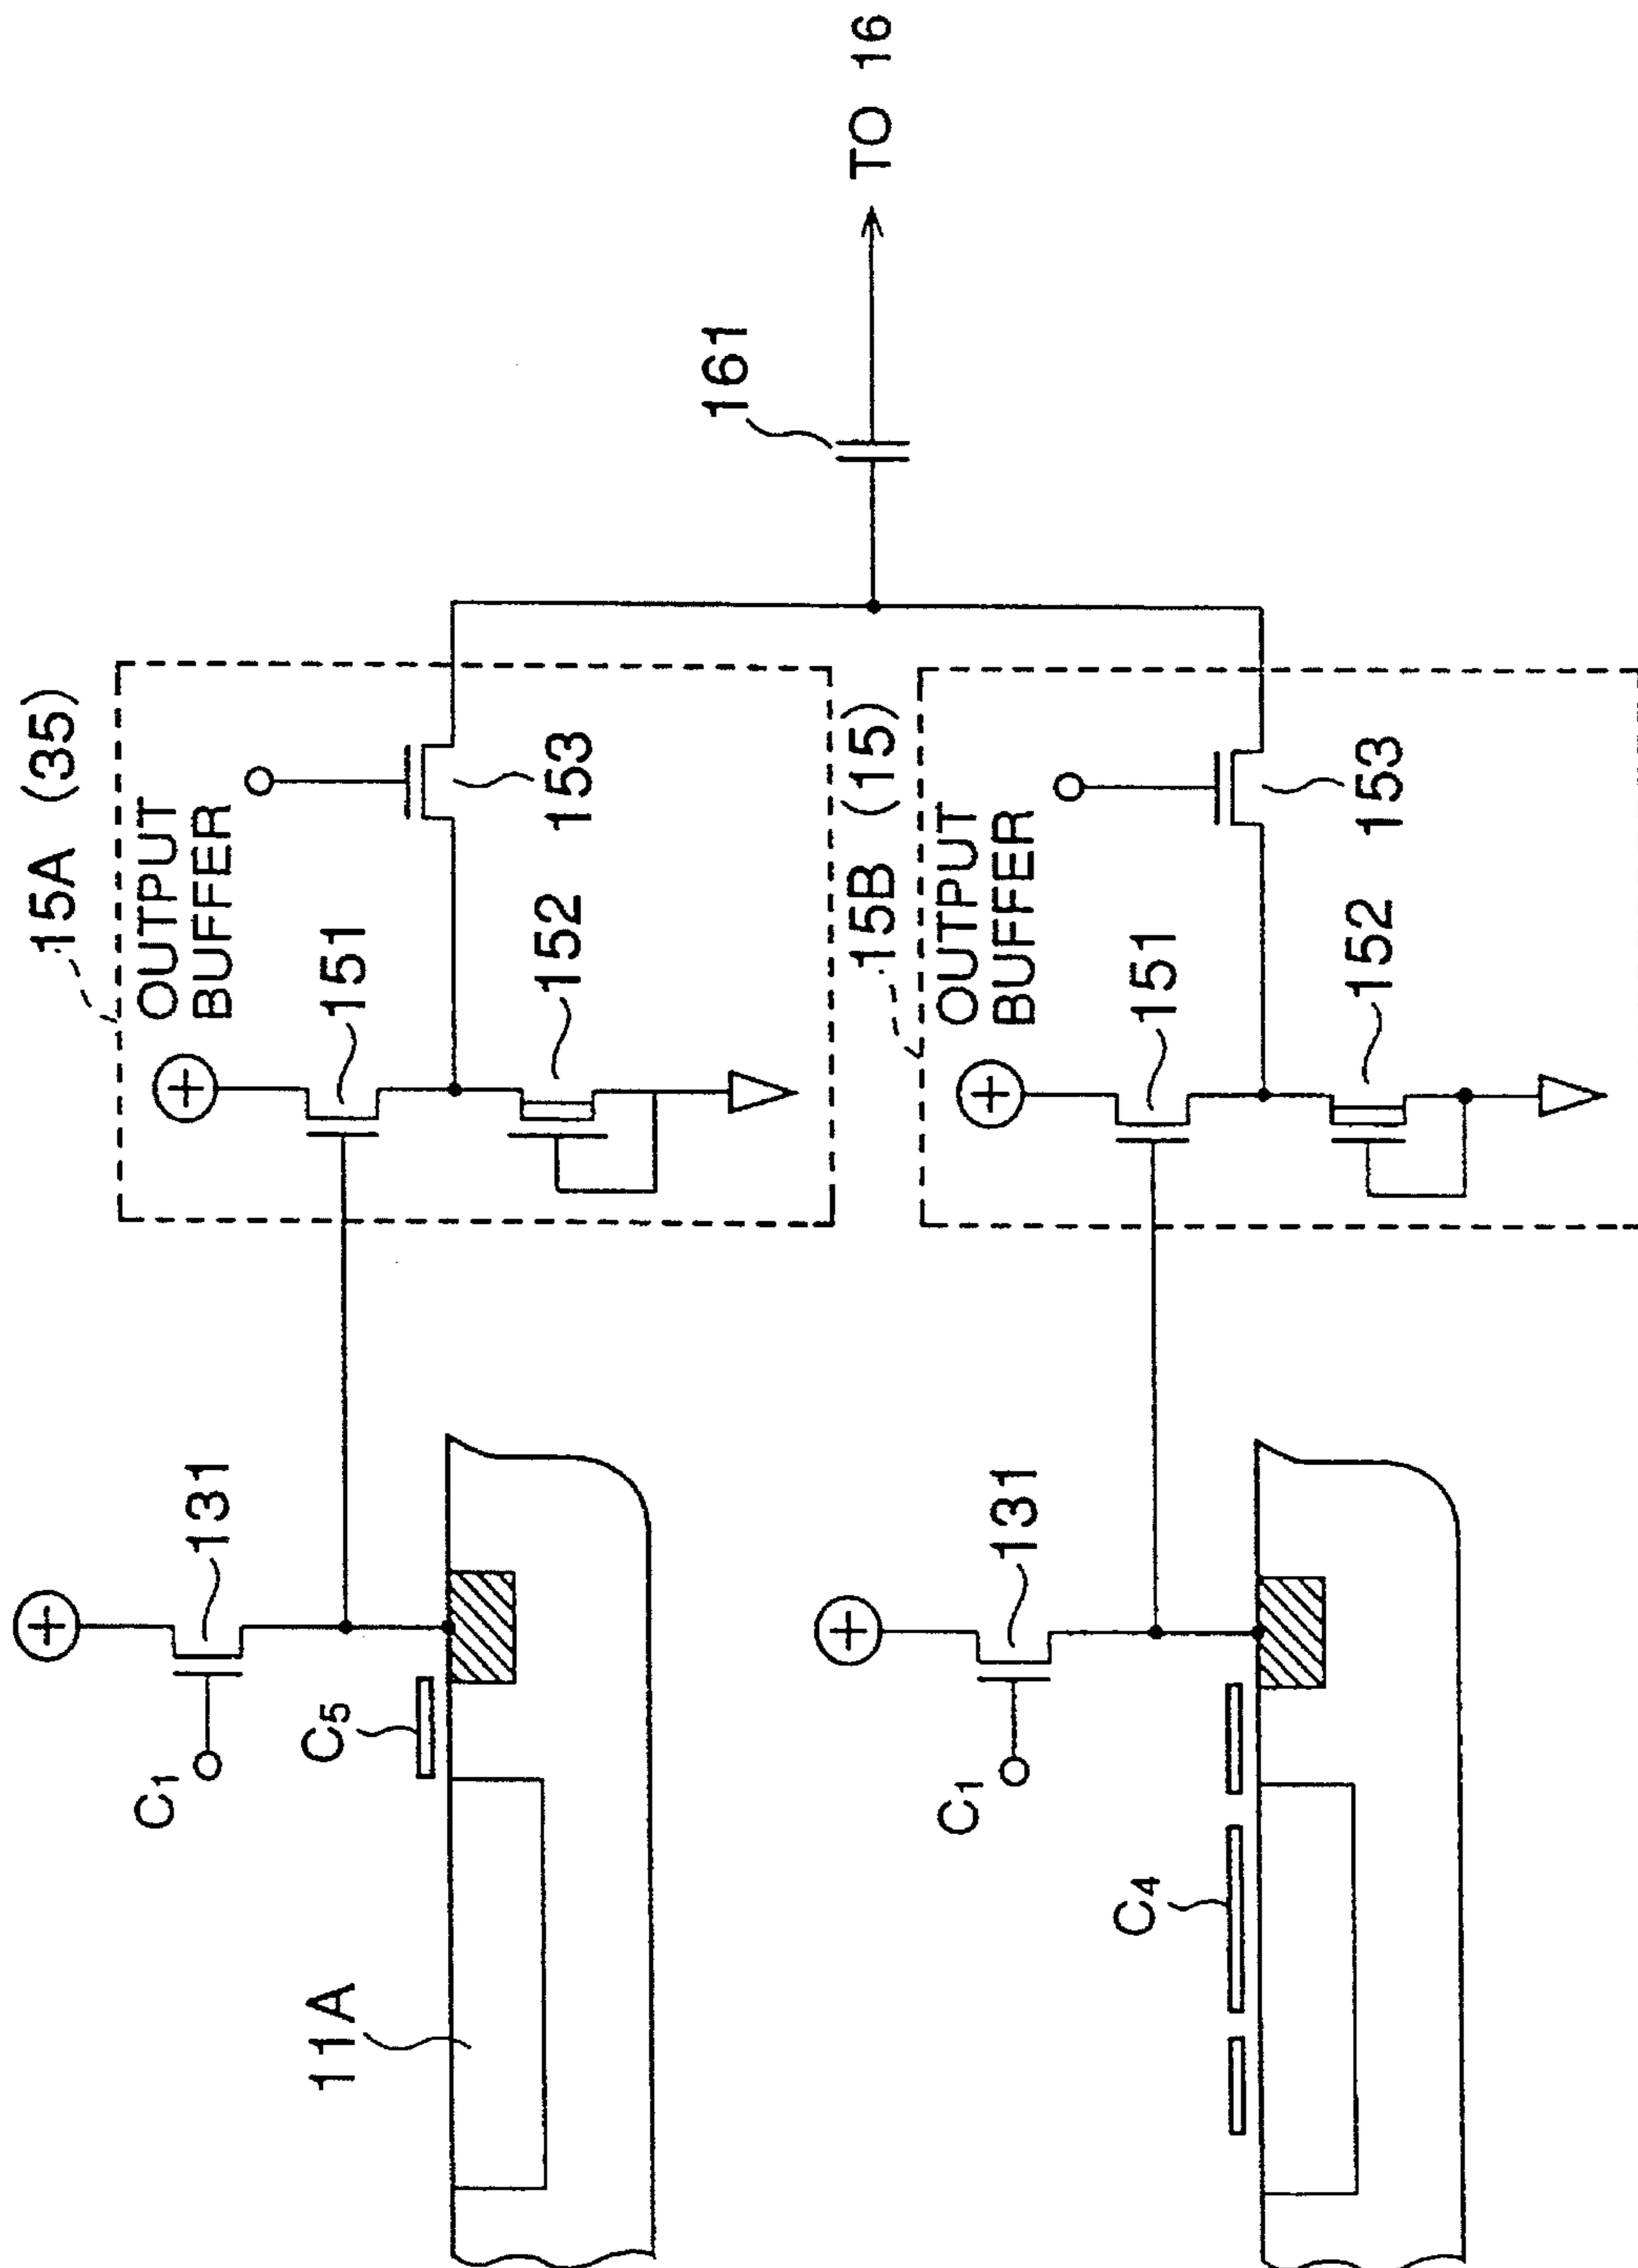 15A (35)
OUTPUT
BUFFER
151
152
153
131
C1
C5
11A
161
TO 16
15B (15)
OUTPUT
BUFFER
151
152
153
131
C1
C4